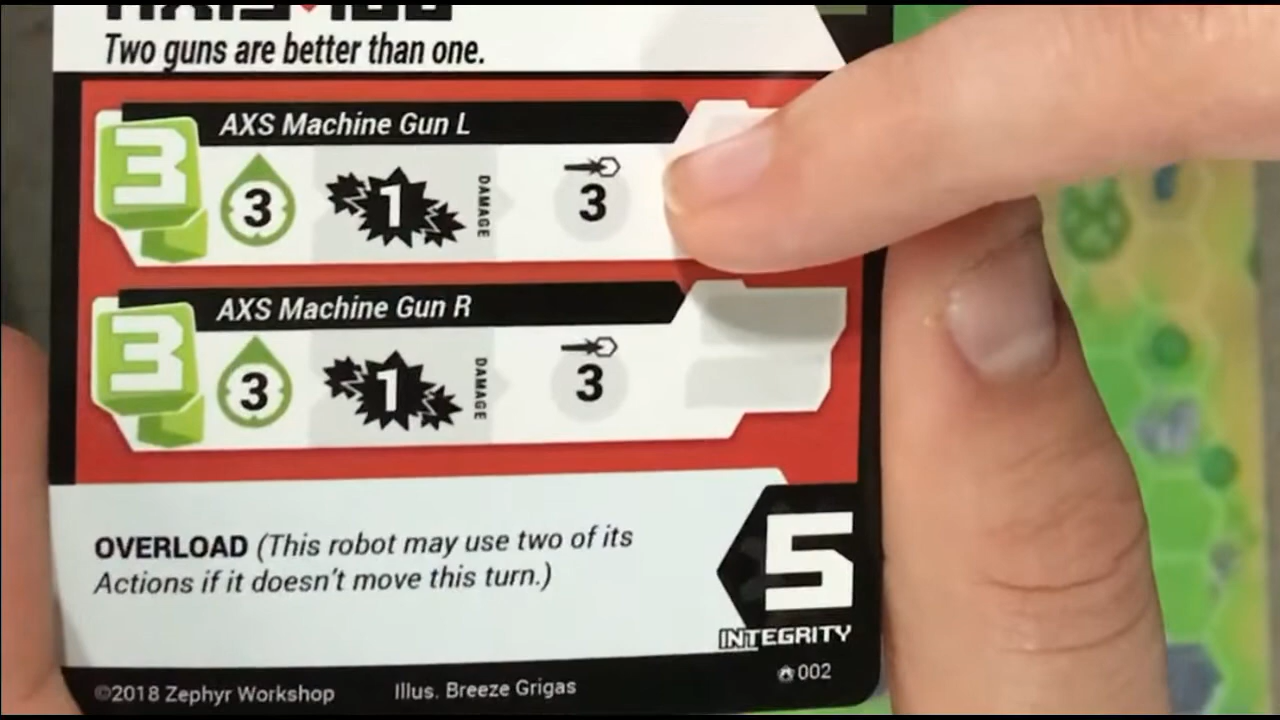 Two guns are better than one.
AXS Machine Gun L
3
3
1
DAMAGE
3
AXS Machine Gun R
3
3
1
DAMAGE
3
OVERLOAD (This robot may use two of its
Actions if it doesn't move this turn.)
5
INTEGRITY
©2018 Zephyr Workshop
Illus. Breeze Grigas
002